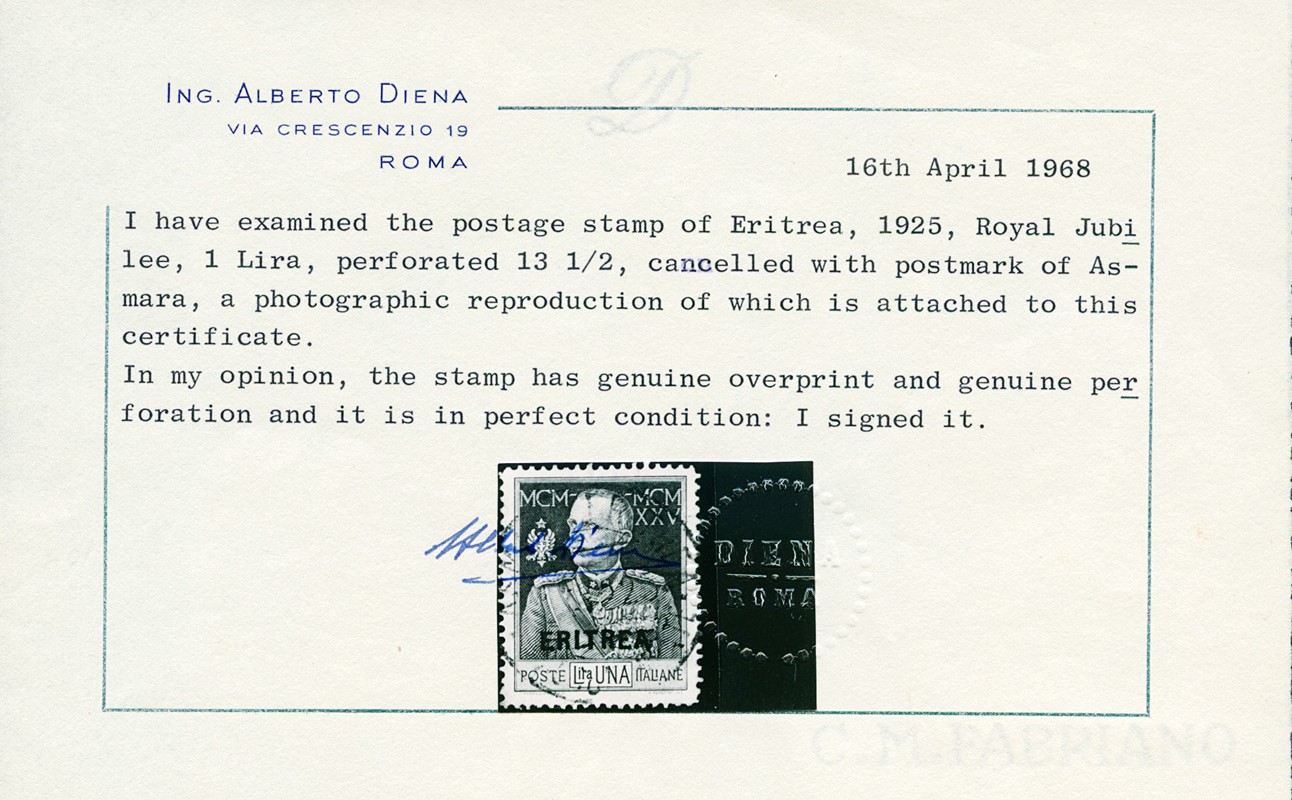 ING. ALBERTO DIENA
VIA CRESCENZIO 19
ROMA
16th April 1968
I have examined the postage stamp of Eritrea, 1925, Royal Jubi
lee, 1 Lira, perforated 13 1/2, cancelled with postmark of As-
mara, a photographic reproduction of which is attached to this
certificate.
In my opinion, the stamp has genuine overprint and genuine per
foration and it is in perfect condition: I signed it.
MCM- -MCM
XXV
DIENA
ROMA
ERITREA
POSTE Lira UNA ITALIANE
C.M.FABRIANO